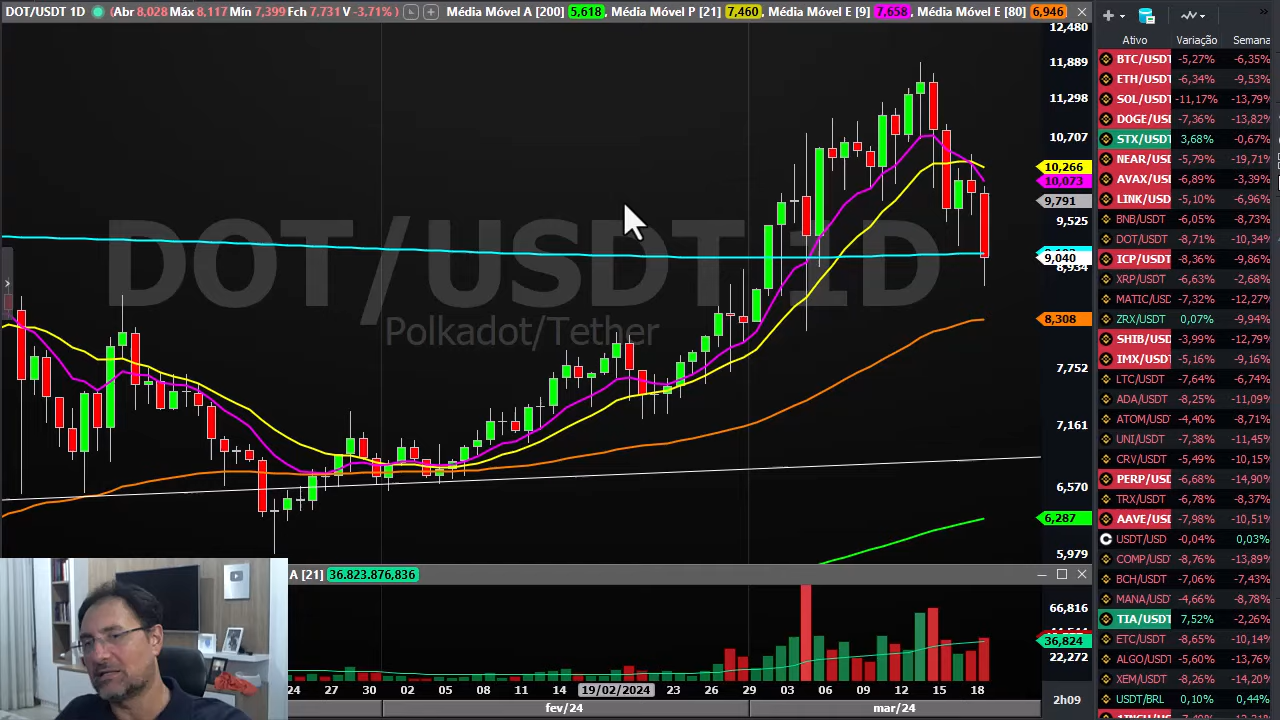 DOT/USDT 1D (Abr 8,028 Máx 8,117 Mín 7,399 Fch 7,731 V -3,71%) Média Móvel A [200] 5,618 , Média Móvel P [21] 7,460 , Média Móvel E [9] 7,658 , Média Móvel E [80] 6,946
12,480
11,889
11,298
10,707
10,266
10,073
9,791
9,525
9,040
8,934
8,308
7,752
7,161
6,570
6,287
5,979
DOT/USDT 1D
Polkadot/Tether
A [21] 36.823.876,836
66,816
36,824
22,272
24 27 30 02 05 08 11 14 19/02/2024 23 26 29 03 06 09 12 15 18
fev/24 mar/24
2h09
Ativo Variação Semana
BTC/USDT -5,27% -6,35%
ETH/USDT -6,34% -9,53%
SOL/USDT -11,17% -13,79%
DOGE/USD -7,36% -13,82%
STX/USDT 3,68% -0,67%
NEAR/USD -5,79% -19,71%
AVAX/USD -6,89% -3,39%
LINK/USD -5,10% -6,96%
BNB/USDT -6,05% -8,73%
DOT/USDT -8,71% -10,34%
ICP/USDT -8,36% -9,86%
XRP/USDT -6,63% -2,68%
MATIC/USD -7,32% -12,27%
ZRX/USDT 0,07% -9,94%
SHIB/USD -3,99% -12,79%
IMX/USDT -5,16% -9,16%
LTC/USDT -7,64% -6,74%
ADA/USDT -8,25% -11,09%
ATOM/USD -4,40% -8,71%
UNI/USDT -7,38% -11,45%
CRV/USDT -5,49% -10,15%
PERP/USD -6,68% -14,90%
TRX/USDT -6,78% -8,37%
AAVE/USD -7,98% -10,51%
USDT/USD -0,04% 0,03%
COMP/USD -8,76% -13,89%
BCH/USDT -7,06% -7,43%
MANA/USD -4,66% -8,78%
TIA/USDT 7,52% -2,26%
ETC/USDT -8,65% -10,14%
ALGO/USD -5,60% -13,76%
XEM/USDT -8,26% -14,20%
USDT/BRL 0,10% 0,44%